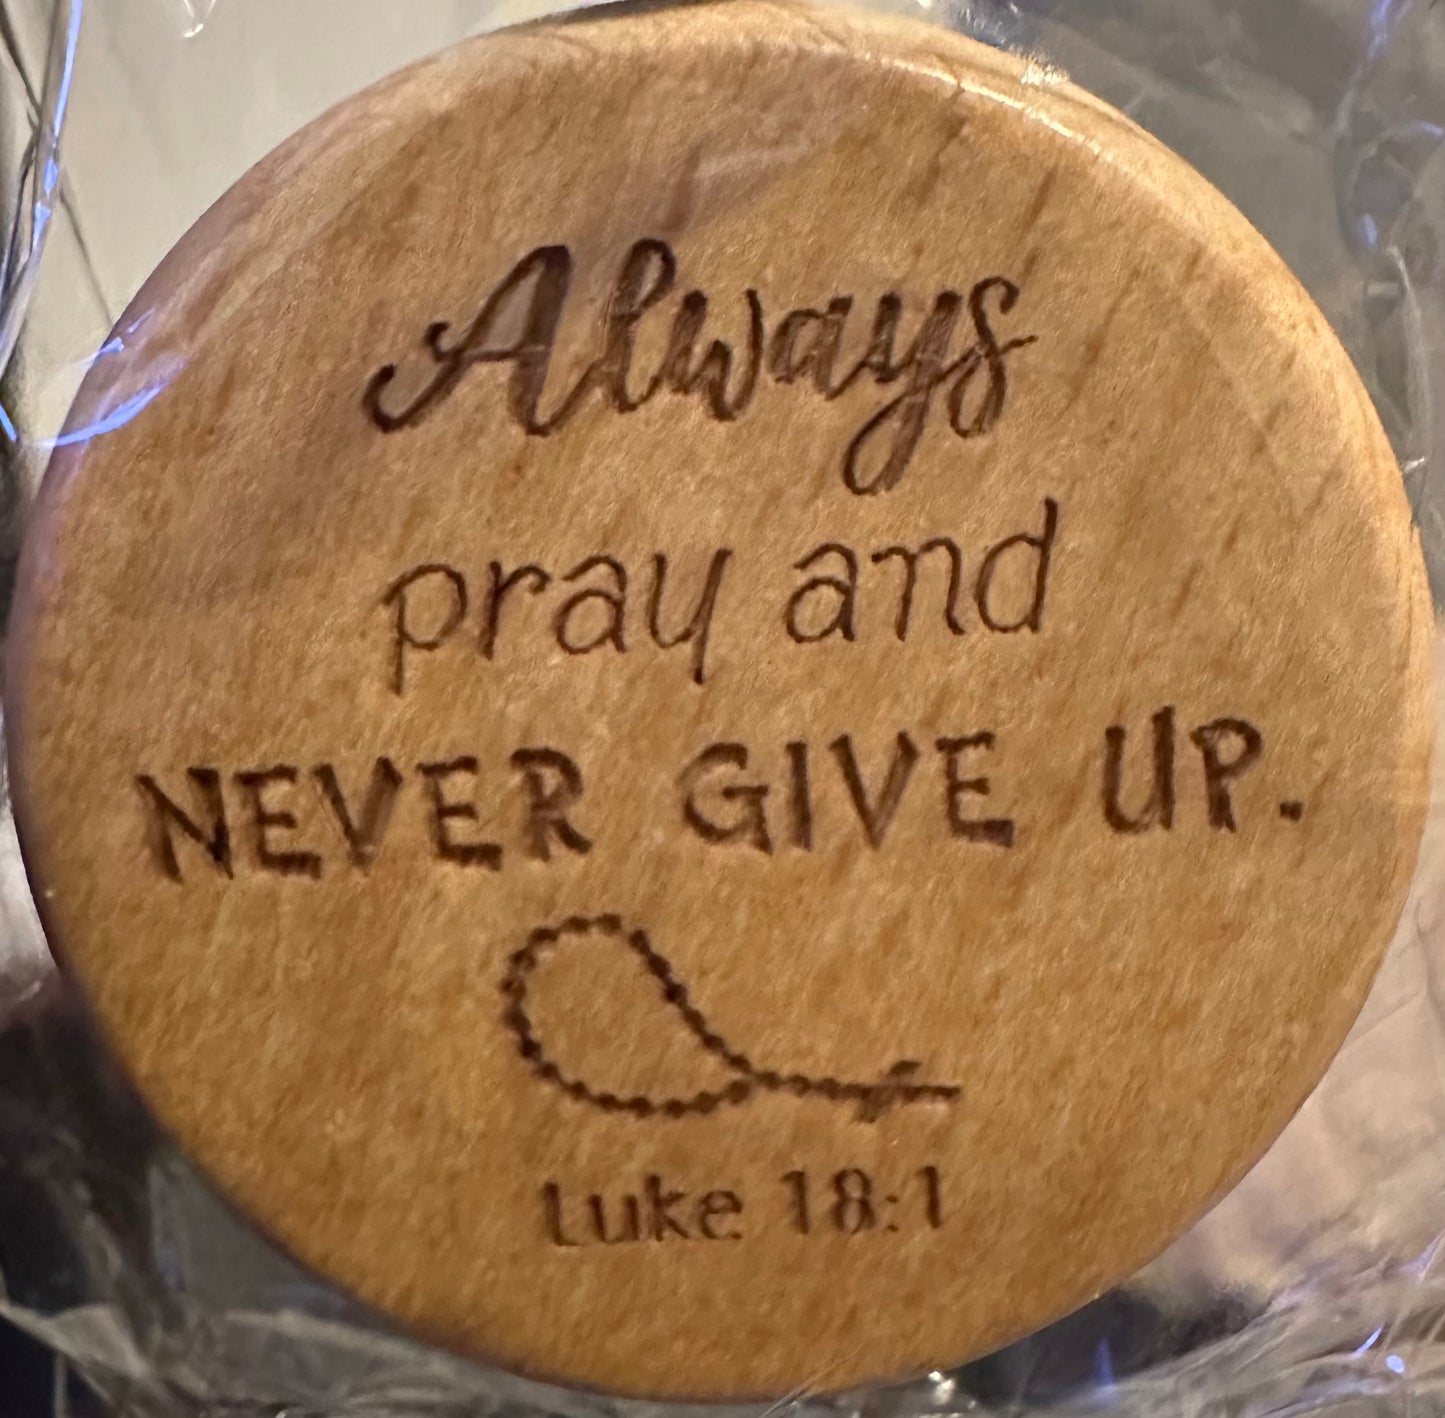 Always
pray and
NEVER GIVE UP.
Luke 18:1